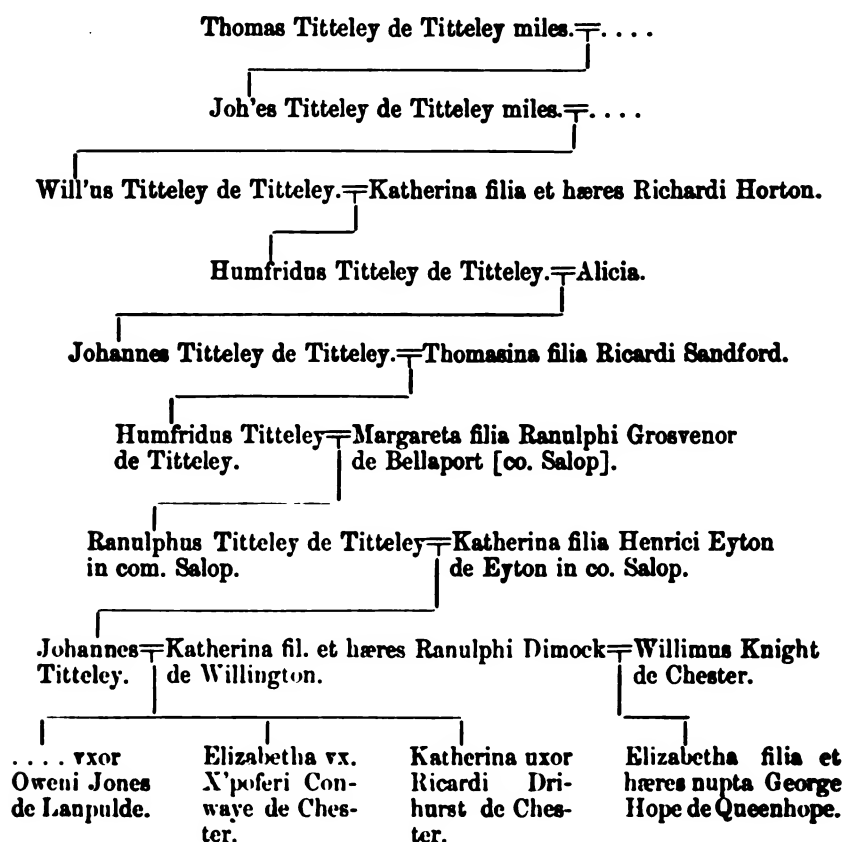 Thomas Titteley de Titteley miles.=. . . .
Joh'es Titteley de Titteley miles.=. . . .
Will'us Titteley de Titteley.=Katherina filia et hæres Richardi Horton.
Humfridus Titteley de Titteley.=Alicia.
Johannes Titteley de Titteley.=Thomasina filia Ricardi Sandford.
Humfridus Titteley=Margareta filia Ranulphi Grosvenor
de Titteley. de Bellaport [co. Salop].
Ranulphus Titteley de Titteley=Katherina filia Henrici Eyton
in com. Salop. de Eyton in co. Salop.
Johannes=Katherina fil. et hæres Ranulphi Dimock=Willimus Knight
Titteley. de Willington. de Chester.
. . . . vxor
Oweni Jones
de Lanpulde.
Elizabetha vx.
X'poferi Con-
waye de Ches-
ter.
Katherina uxor
Ricardi Dri-
hurst de Ches-
ter.
Elizabetha filia et
hæres nupta George
Hope de Queenhope.